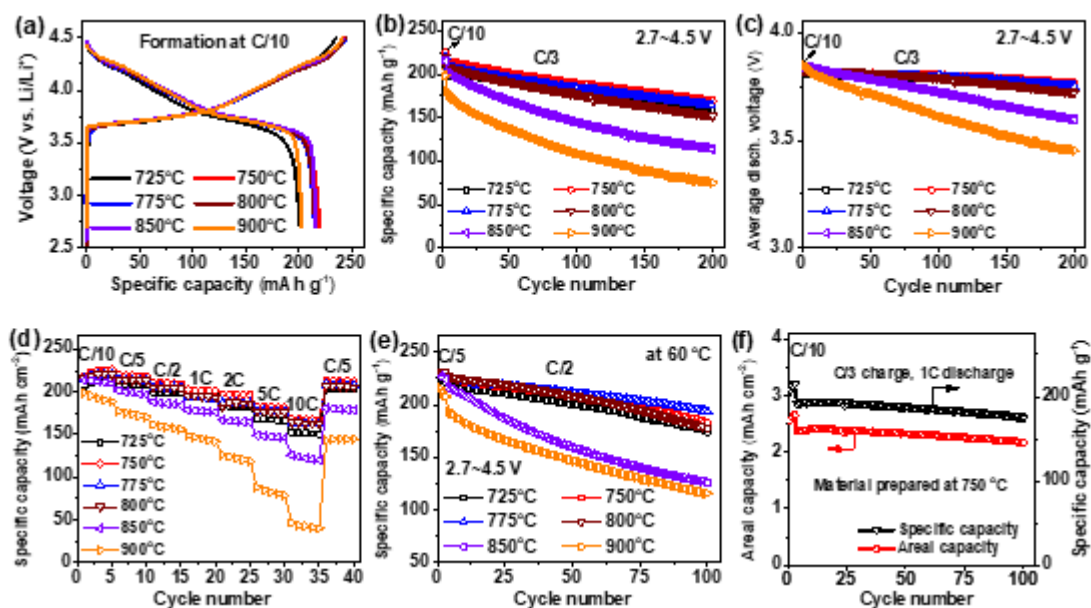 (a)
Formation at C/10
Voltage (V vs. Li/Li⁺)
4.5
4.0
3.5
3.0
2.5
725°C 750°C
775°C 800°C
850°C 900°C
0 50 100 150 200 250
Specific capacity (mAh g⁻¹)
(b)
C/10
C/3
2.7~4.5 V
Specific capacity (mAh g⁻¹)
250
200
150
100
50
0
725°C 750°C
775°C 800°C
850°C 900°C
0 50 100 150 200
Cycle number
(c)
C/10
C/3
2.7~4.5 V
Average disch. voltage (V)
4.0
3.5
3.0
725°C 750°C
775°C 800°C
850°C 900°C
0 50 100 150 200
Cycle number
(d)
Specific capacity (mAh cm⁻²)
250
200
150
100
50
0
C/10 C/5 C/2 1C 2C 5C 10C C/5
725°C
750°C
775°C
800°C
850°C
900°C
0 5 10 15 20 25 30 35 40
Cycle number
(e)
C/5
C/2
at 60 °C
Specific capacity (mAh g⁻¹)
250
200
150
100
50
2.7~4.5 V
725°C 750°C
775°C 800°C
850°C 900°C
0 25 50 75 100
Cycle number
(f)
C/10
C/3 charge, 1C discharge
Areal capacity (mAh cm⁻²)
4
3
2
1
0
Specific capacity (mAh g⁻¹)
200
100
0
Material prepared at 750 °C
Specific capacity
Areal capacity
0 25 50 75 100
Cycle number